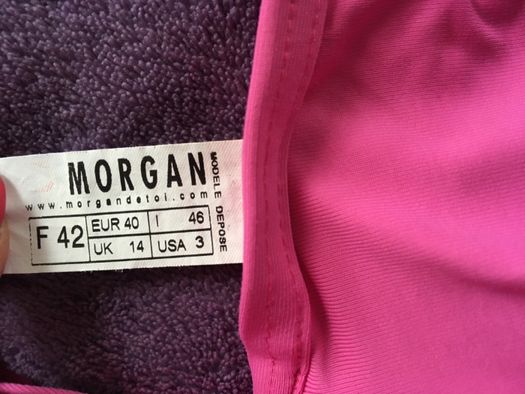 MORGAN
www.morgandetoi.com
F 42 EUR 40 I 46
UK 14 USA 3
MODELE DEPOSE